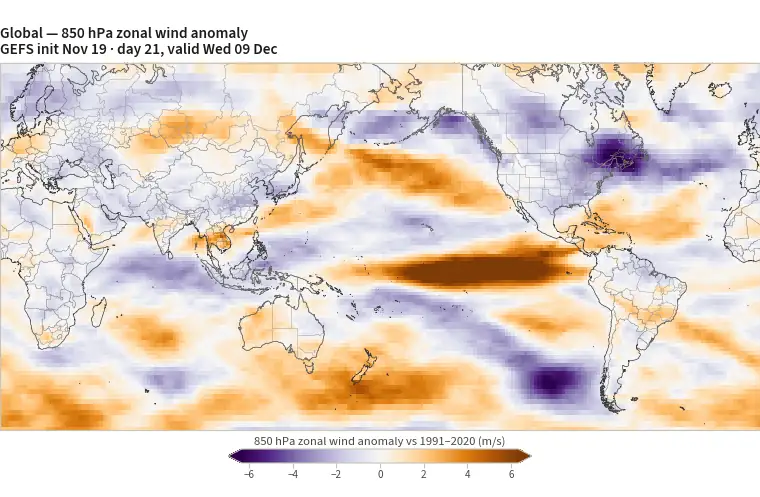 Global — 850 hPa zonal wind anomaly
GEFS init Nov 19 · day 21, valid Wed 09 Dec
850 hPa zonal wind anomaly vs 1991–2020 (m/s)
−6 −4 −2 0 2 4 6